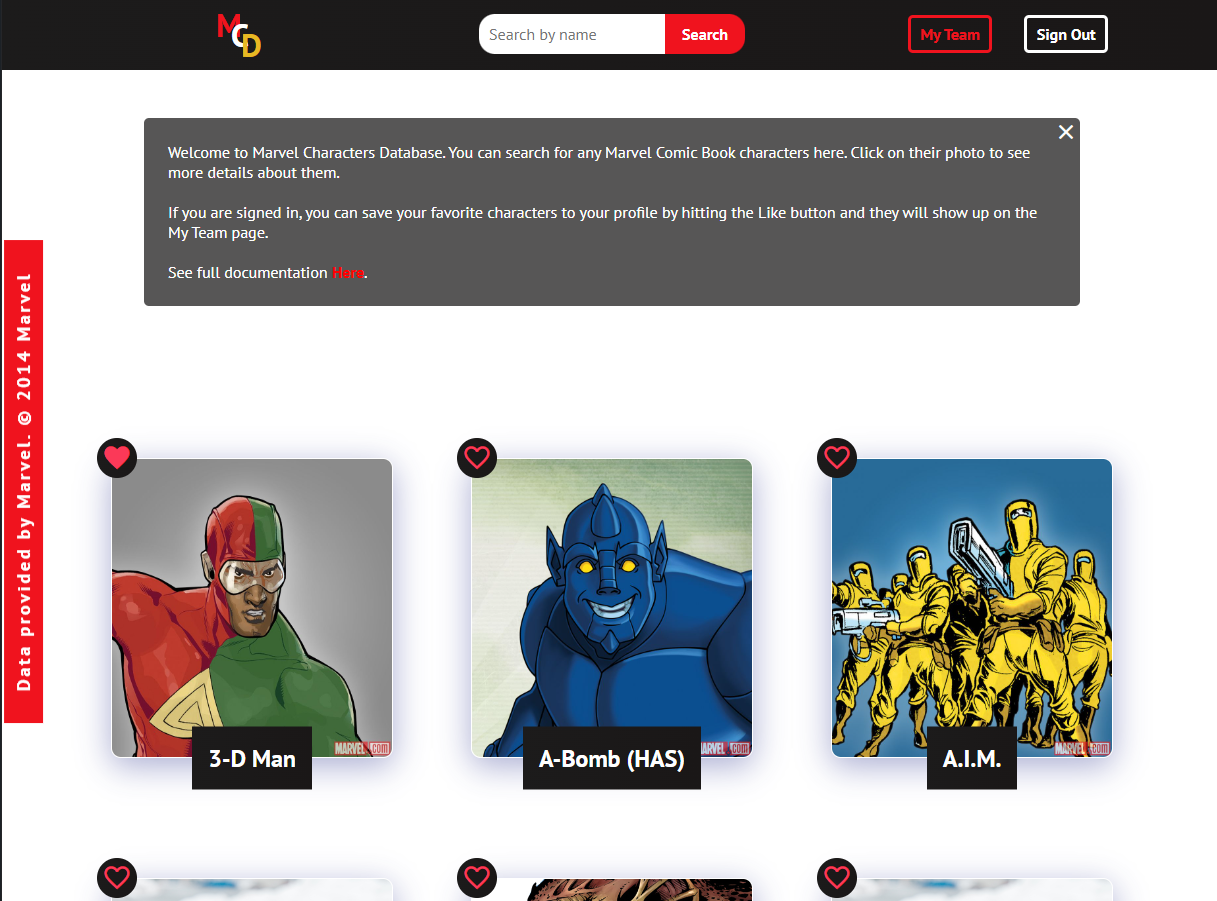 MCD
Search by name
Search
My Team
Sign Out
Welcome to Marvel Characters Database. You can search for any Marvel Comic Book characters here. Click on their photo to see
more details about them.
If you are signed in, you can save your favorite characters to your profile by hitting the Like button and they will show up on the
My Team page.
See full documentation Here.
Data provided by Marvel. © 2014 Marvel
MARVEL.COM
3-D Man
MARVEL.COM
A-Bomb (HAS)
MARVEL.COM
A.I.M.